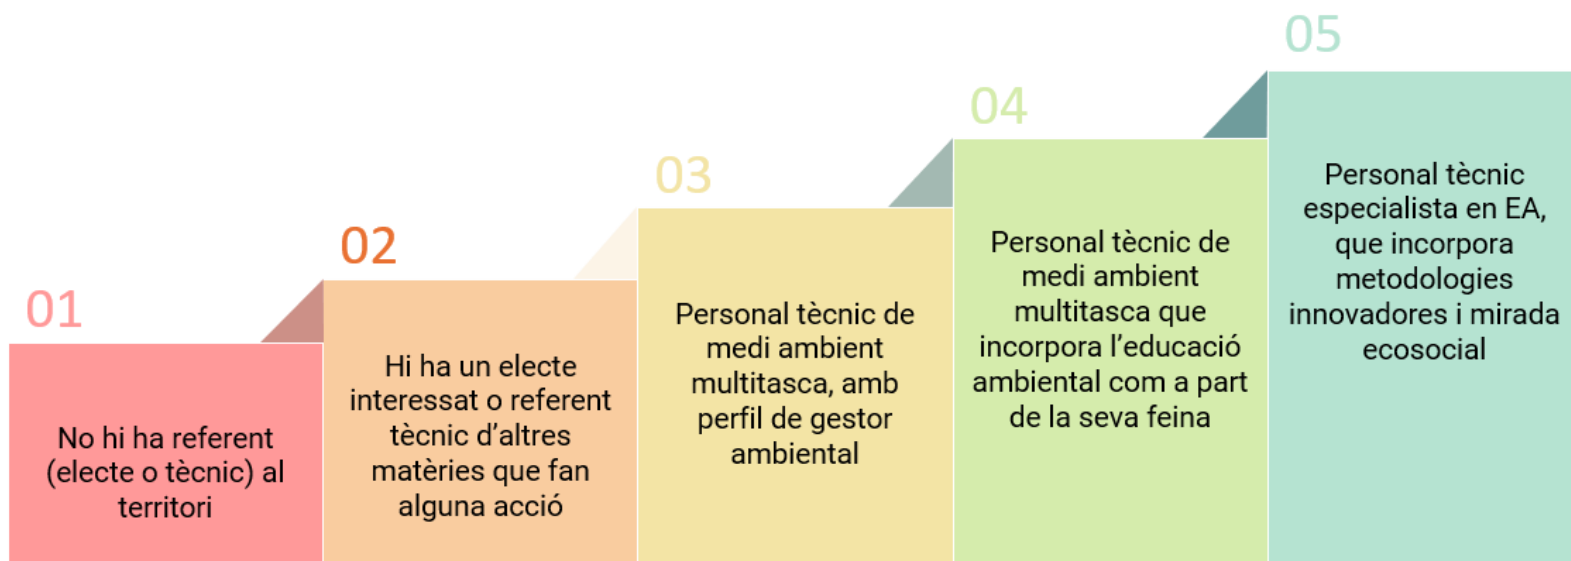 01
No hi ha referent
(electe o tècnic) al
territori
02
Hi ha un electe
interessat o referent
tècnic d’altres
matèries que fan
alguna acció
03
Personal tècnic de
medi ambient
multitasca, amb
perfil de gestor
ambiental
04
Personal tècnic de
medi ambient
multitasca que
incorpora l’educació
ambiental com a part
de la seva feina
05
Personal tècnic
especialista en EA,
que incorpora
metodologies
innovadores i mirada
ecosocial